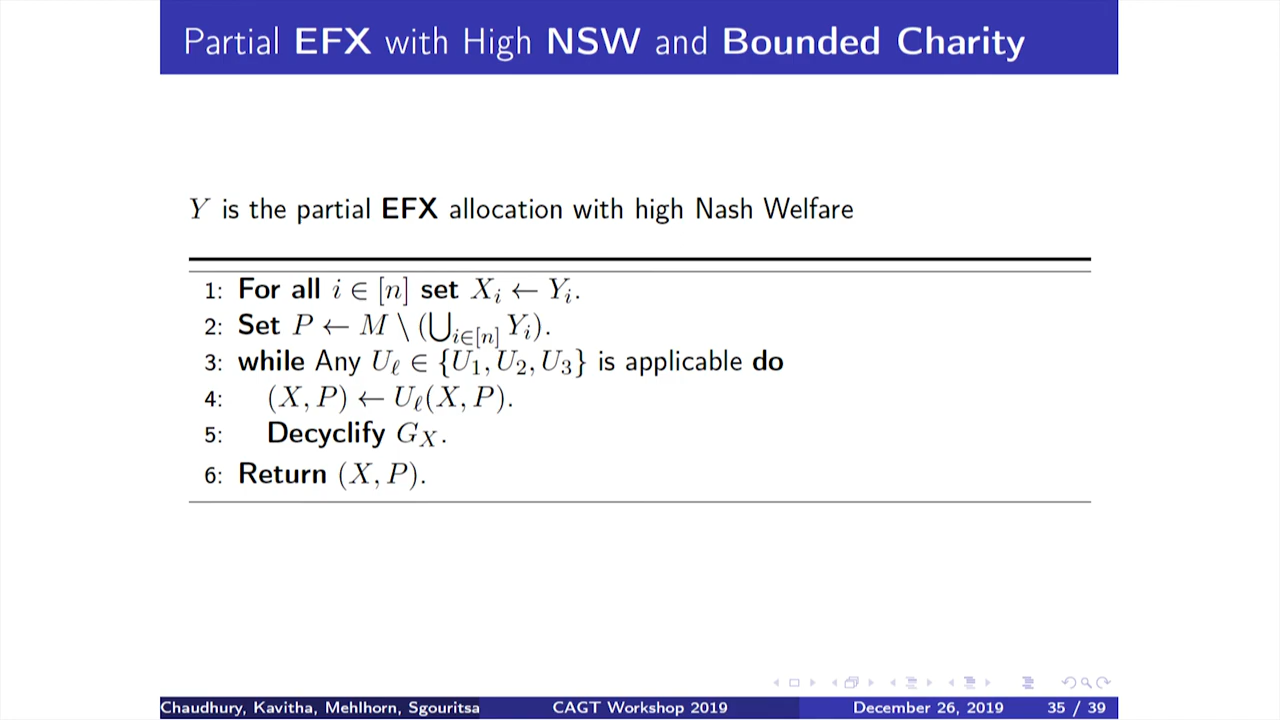 Partial EFX with High NSW and Bounded Charity
Y is the partial EFX allocation with high Nash Welfare
1: For all i ∈ [n] set X_i ← Y_i.
2: Set P ← M \ (⋃_{i∈[n]} Y_i).
3: while Any U_ℓ ∈ {U_1, U_2, U_3} is applicable do
4: (X, P) ← U_ℓ(X, P).
5: Decyclify G_X.
6: Return (X, P).
Chaudhury, Kavitha, Mehlhorn, Sgouritsa CAGT Workshop 2019 December 26, 2019 35 / 39